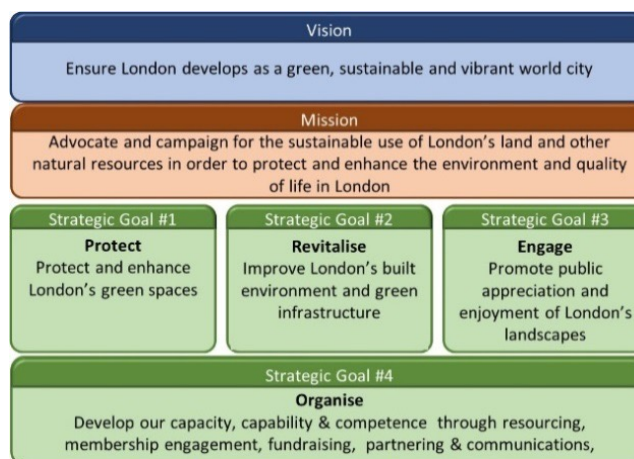 Vision
Ensure London develops as a green, sustainable and vibrant world city
Mission
Advocate and campaign for the sustainable use of London's land and other
natural resources in order to protect and enhance the environment and quality
of life in London
Strategic Goal #1
Protect
Protect and enhance
London's green spaces
Strategic Goal #2
Revitalise
Improve London's built
environment and green
infrastructure
Strategic Goal #3
Engage
Promote public
appreciation and
enjoyment of London's
landscapes
Strategic Goal #4
Organise
Develop our capacity, capability & competence through resourcing,
membership engagement, fundraising, partnering & communications,